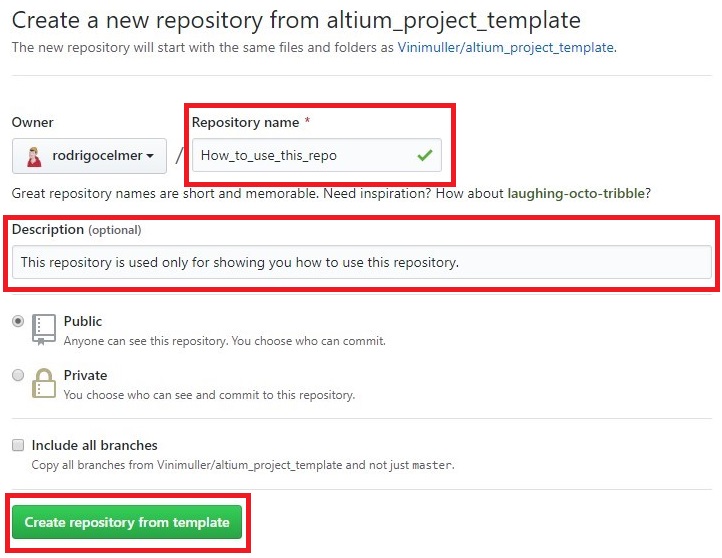 Create a new repository from altium_project_template
The new repository will start with the same files and folders as Vinimuller/altium_project_template.
Owner
Repository name *
rodrigocelmer
/
How_to_use_this_repo
Great repository names are short and memorable. Need inspiration? How about laughing-octo-tribble?
Description (optional)
This repository is used only for showing you how to use this repository.
Public
Anyone can see this repository. You choose who can commit.
Private
You choose who can see and commit to this repository.
Include all branches
Copy all branches from Vinimuller/altium_project_template and not just master.
Create repository from template